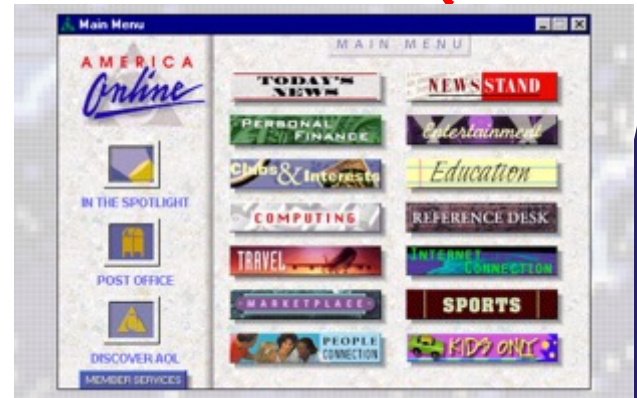 Main Menu
MAIN MENU
AMERICA
Online
IN THE SPOTLIGHT
POST OFFICE
DISCOVER AOL
MEMBER SERVICES
TODAY'S
NEWS
NEWSSTAND
PERSONAL
FINANCE
Entertainment
Clubs & Interests
Education
COMPUTING
REFERENCE DESK
TRAVEL
INTERNET
CONNECTION
MARKETPLACE
SPORTS
PEOPLE
CONNECTION
KIDS ONLY